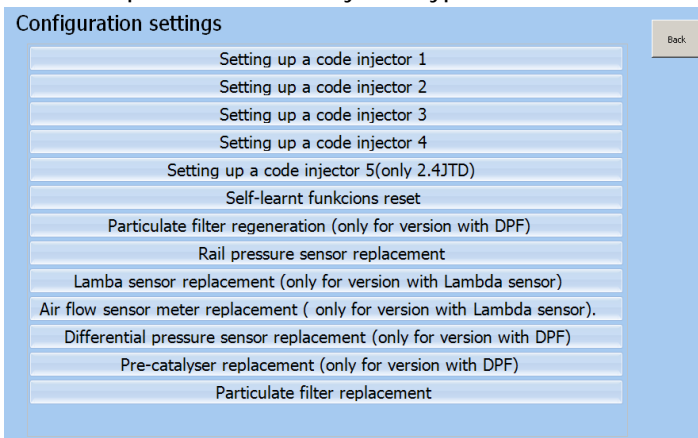 Configuration settings
Back
Setting up a code injector 1
Setting up a code injector 2
Setting up a code injector 3
Setting up a code injector 4
Setting up a code injector 5(only 2.4JTD)
Self-learnt funkcions reset
Particulate filter regeneration (only for version with DPF)
Rail pressure sensor replacement
Lamba sensor replacement (only for version with Lambda sensor)
Air flow sensor meter replacement ( only for version with Lambda sensor).
Differential pressure sensor replacement (only for version with DPF)
Pre-catalyser replacement (only for version with DPF)
Particulate filter replacement